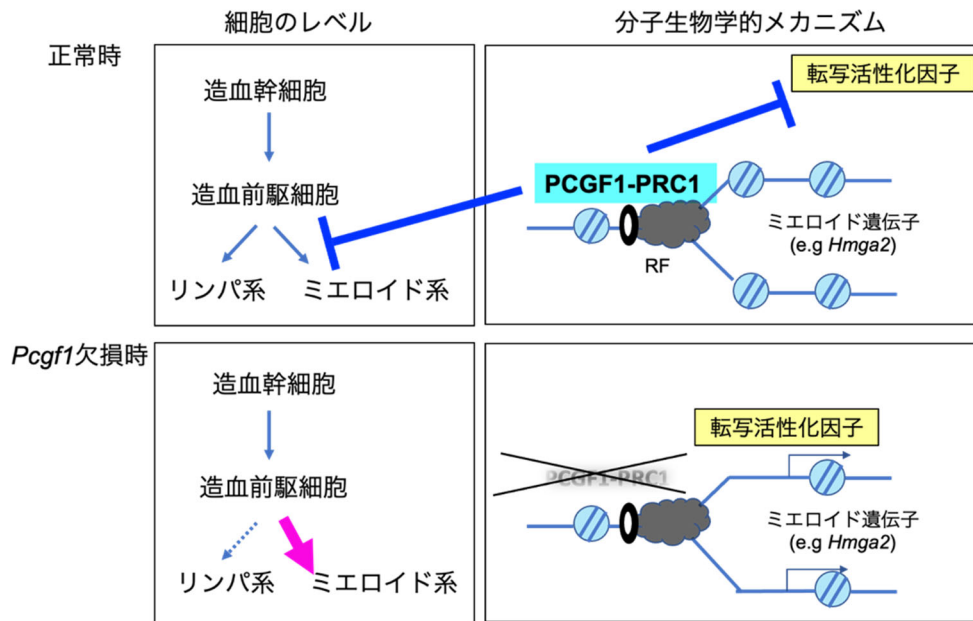 細胞のレベル
分子生物学的メカニズム
正常時
造血幹細胞
造血前駆細胞
リンパ系
ミエロイド系
転写活性化因子
PCGF1-PRC1
RF
ミエロイド遺伝子
(e.g Hmga2)
Pcgf1欠損時
造血幹細胞
造血前駆細胞
リンパ系
ミエロイド系
転写活性化因子
PCGF1-PRC1
ミエロイド遺伝子
(e.g Hmga2)